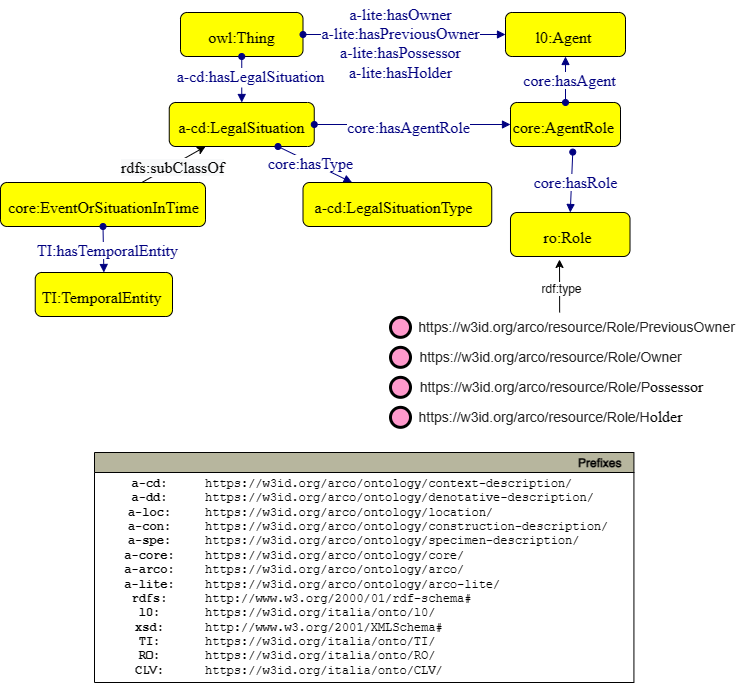 a-lite:hasOwner
owl:Thing
a-lite:hasPreviousOwner
l0:Agent
a-lite:hasPossessor
a-lite:hasHolder
a-cd:hasLegalSituation
core:hasAgent
a-cd:LegalSituation
core:hasAgentRole
core:AgentRole
rdfs:subClassOf
core:hasType
core:hasRole
core:EventOrSituationInTime
a-cd:LegalSituationType
ro:Role
TI:hasTemporalEntity
TI:TemporalEntity
rdf:type
https://w3id.org/arco/resource/Role/PreviousOwner
https://w3id.org/arco/resource/Role/Owner
https://w3id.org/arco/resource/Role/Possessor
https://w3id.org/arco/resource/Role/Holder
Prefixes
a-cd: https://w3id.org/arco/ontology/context-description/
a-dd: https://w3id.org/arco/ontology/denotative-description/
a-loc: https://w3id.org/arco/ontology/location/
a-con: https://w3id.org/arco/ontology/construction-description/
a-spe: https://w3id.org/arco/ontology/specimen-description/
a-core: https://w3id.org/arco/ontology/core/
a-arco: https://w3id.org/arco/ontology/arco/
a-lite: https://w3id.org/arco/ontology/arco-lite/
rdfs: http://www.w3.org/2000/01/rdf-schema#
l0: https://w3id.org/italia/onto/l0/
xsd: http://www.w3.org/2001/XMLSchema#
TI: https://w3id.org/italia/onto/TI/
RO: https://w3id.org/italia/onto/RO/
CLV: https://w3id.org/italia/onto/CLV/